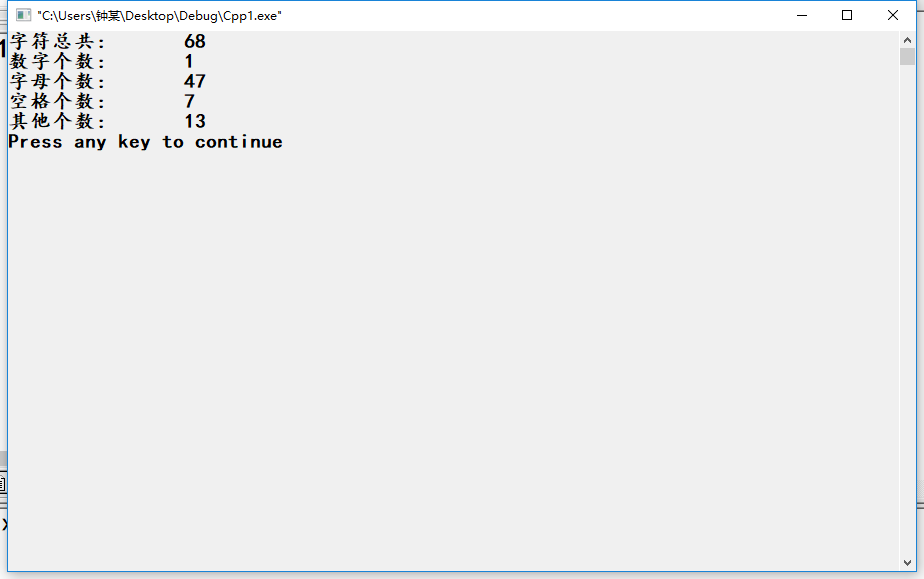 "C:\Users\钟某\Desktop\Debug\Cpp1.exe"
字符总共: 68
数字个数: 1
字母个数: 47
空格个数: 7
其他个数: 13
Press any key to continue